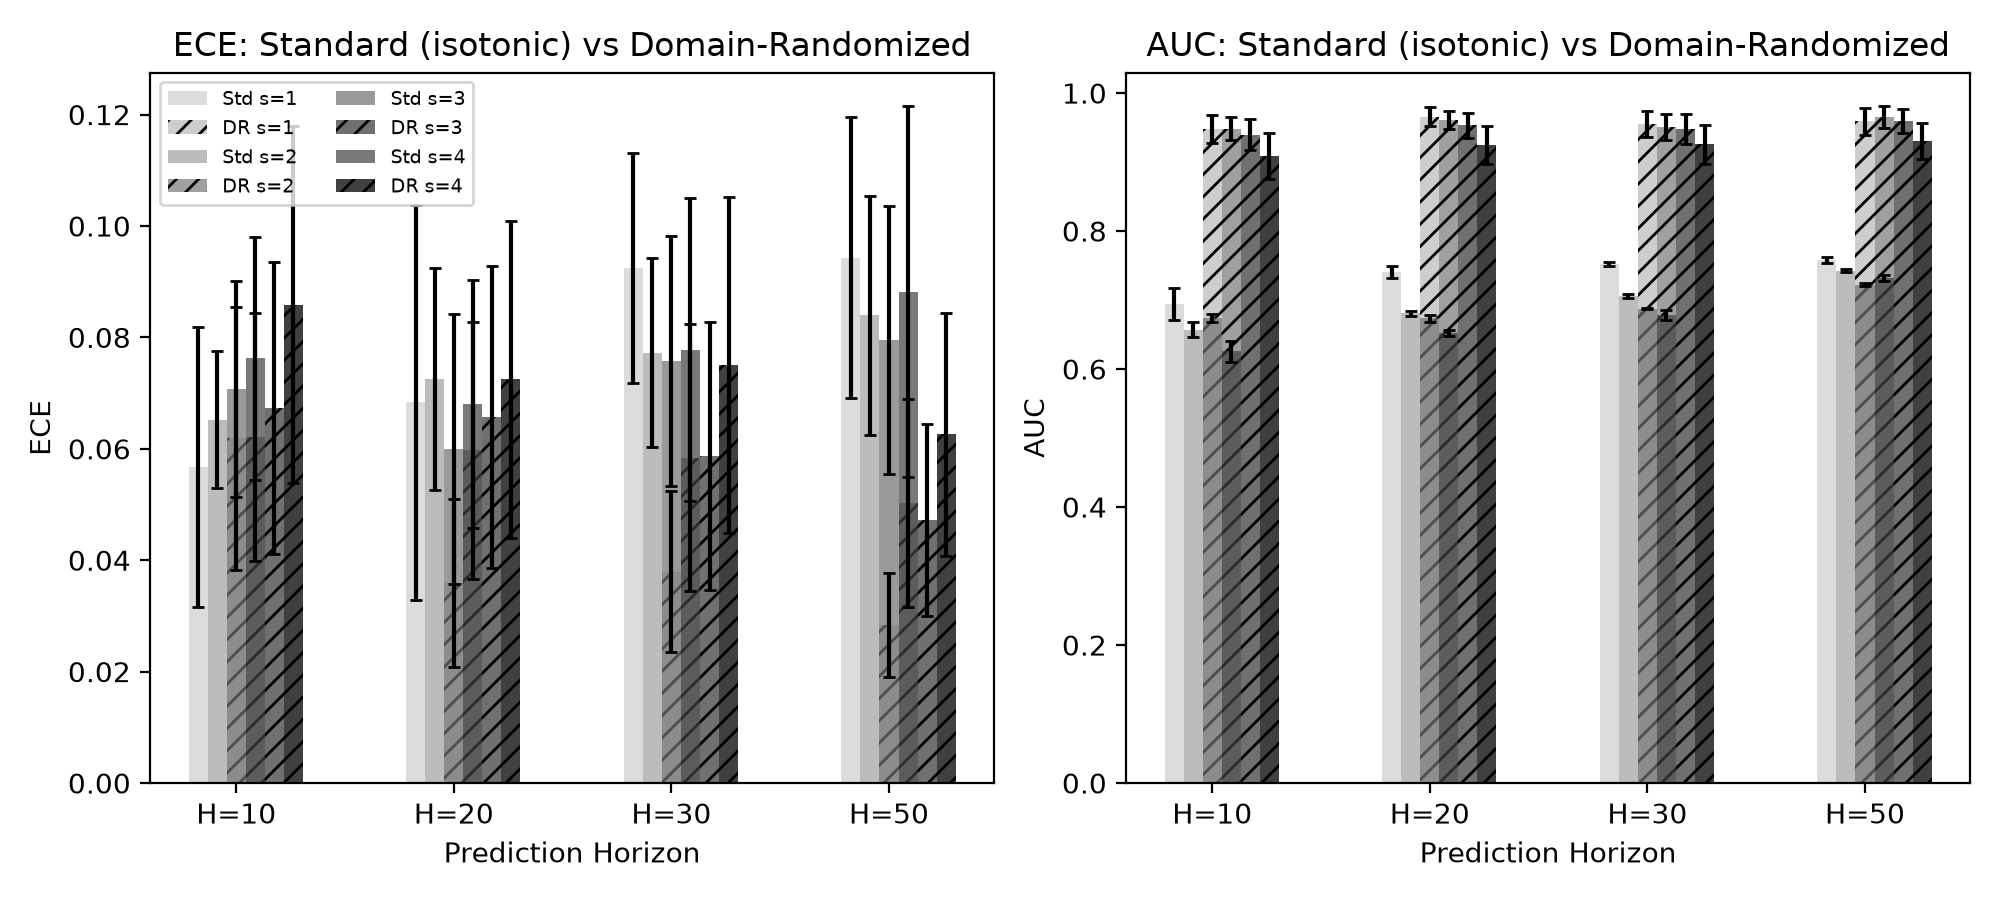 ECE: Standard (isotonic) vs Domain-Randomized
Std s=1
DR s=1
Std s=2
DR s=2
Std s=3
DR s=3
Std s=4
DR s=4
0.12
0.10
0.08
0.06
0.04
0.02
0.00
ECE
H=10
H=20
H=30
H=50
Prediction Horizon
AUC: Standard (isotonic) vs Domain-Randomized
1.0
0.8
0.6
0.4
0.2
0.0
AUC
H=10
H=20
H=30
H=50
Prediction Horizon